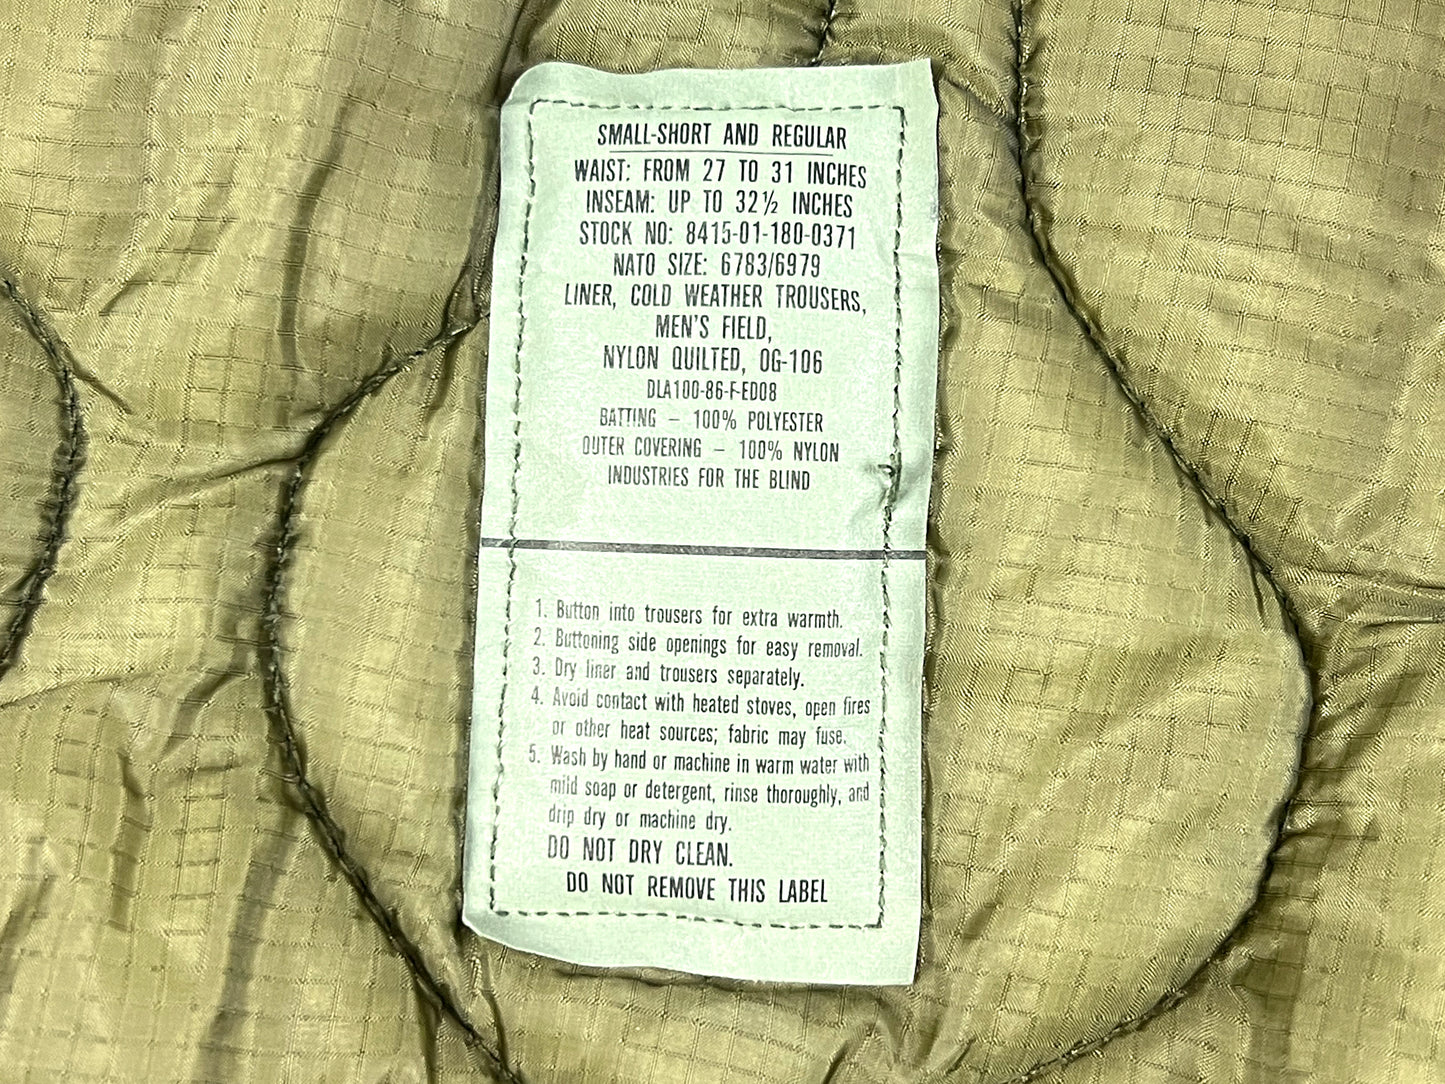 SMALL-SHORT AND REGULAR
WAIST: FROM 27 TO 31 INCHES
INSEAM: UP TO 32½ INCHES
STOCK NO: 8415-01-180-0371
NATO SIZE: 6783/6979
LINER, COLD WEATHER TROUSERS,
MEN'S FIELD,
NYLON QUILTED, OG-106
DLA100-86-F-ED08
BATTING – 100% POLYESTER
OUTER COVERING – 100% NYLON
INDUSTRIES FOR THE BLIND
1. Button into trousers for extra warmth.
2. Buttoning side openings for easy removal.
3. Dry liner and trousers separately.
4. Avoid contact with heated stoves, open fires
or other heat sources; fabric may fuse.
5. Wash by hand or machine in warm water with
mild soap or detergent, rinse thoroughly, and
drip dry or machine dry.
DO NOT DRY CLEAN.
DO NOT REMOVE THIS LABEL